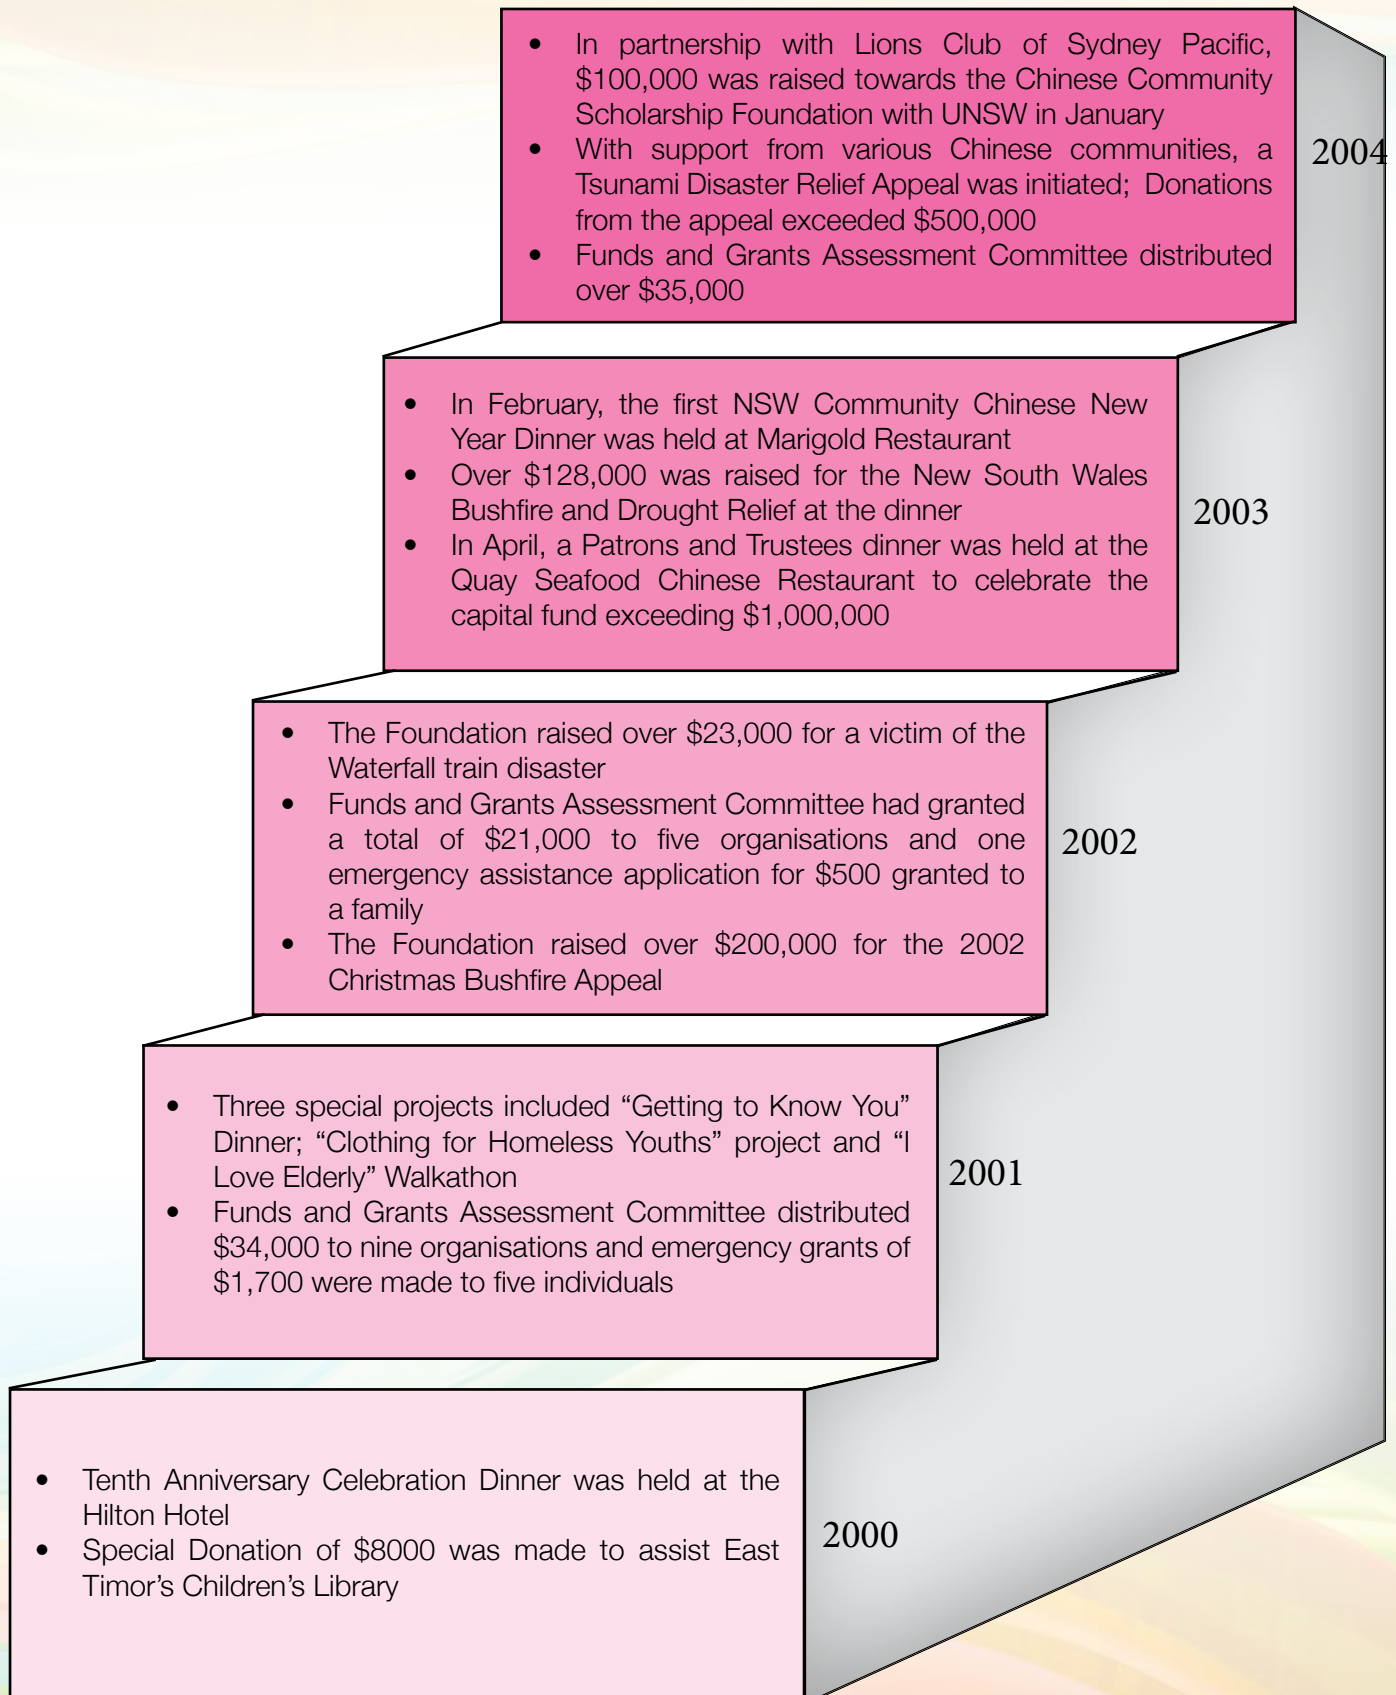 • In partnership with Lions Club of Sydney Pacific,
$100,000 was raised towards the Chinese Community
Scholarship Foundation with UNSW in January
• With support from various Chinese communities, a
Tsunami Disaster Relief Appeal was initiated; Donations
from the appeal exceeded $500,000
• Funds and Grants Assessment Committee distributed
over $35,000
2004
• In February, the first NSW Community Chinese New
Year Dinner was held at Marigold Restaurant
• Over $128,000 was raised for the New South Wales
Bushfire and Drought Relief at the dinner
• In April, a Patrons and Trustees dinner was held at the
Quay Seafood Chinese Restaurant to celebrate the
capital fund exceeding $1,000,000
2003
• The Foundation raised over $23,000 for a victim of the
Waterfall train disaster
• Funds and Grants Assessment Committee had granted
a total of $21,000 to five organisations and one
emergency assistance application for $500 granted to
a family
• The Foundation raised over $200,000 for the 2002
Christmas Bushfire Appeal
2002
• Three special projects included “Getting to Know You”
Dinner; “Clothing for Homeless Youths” project and “I
Love Elderly” Walkathon
• Funds and Grants Assessment Committee distributed
$34,000 to nine organisations and emergency grants of
$1,700 were made to five individuals
2001
• Tenth Anniversary Celebration Dinner was held at the
Hilton Hotel
• Special Donation of $8000 was made to assist East
Timor’s Children’s Library
2000